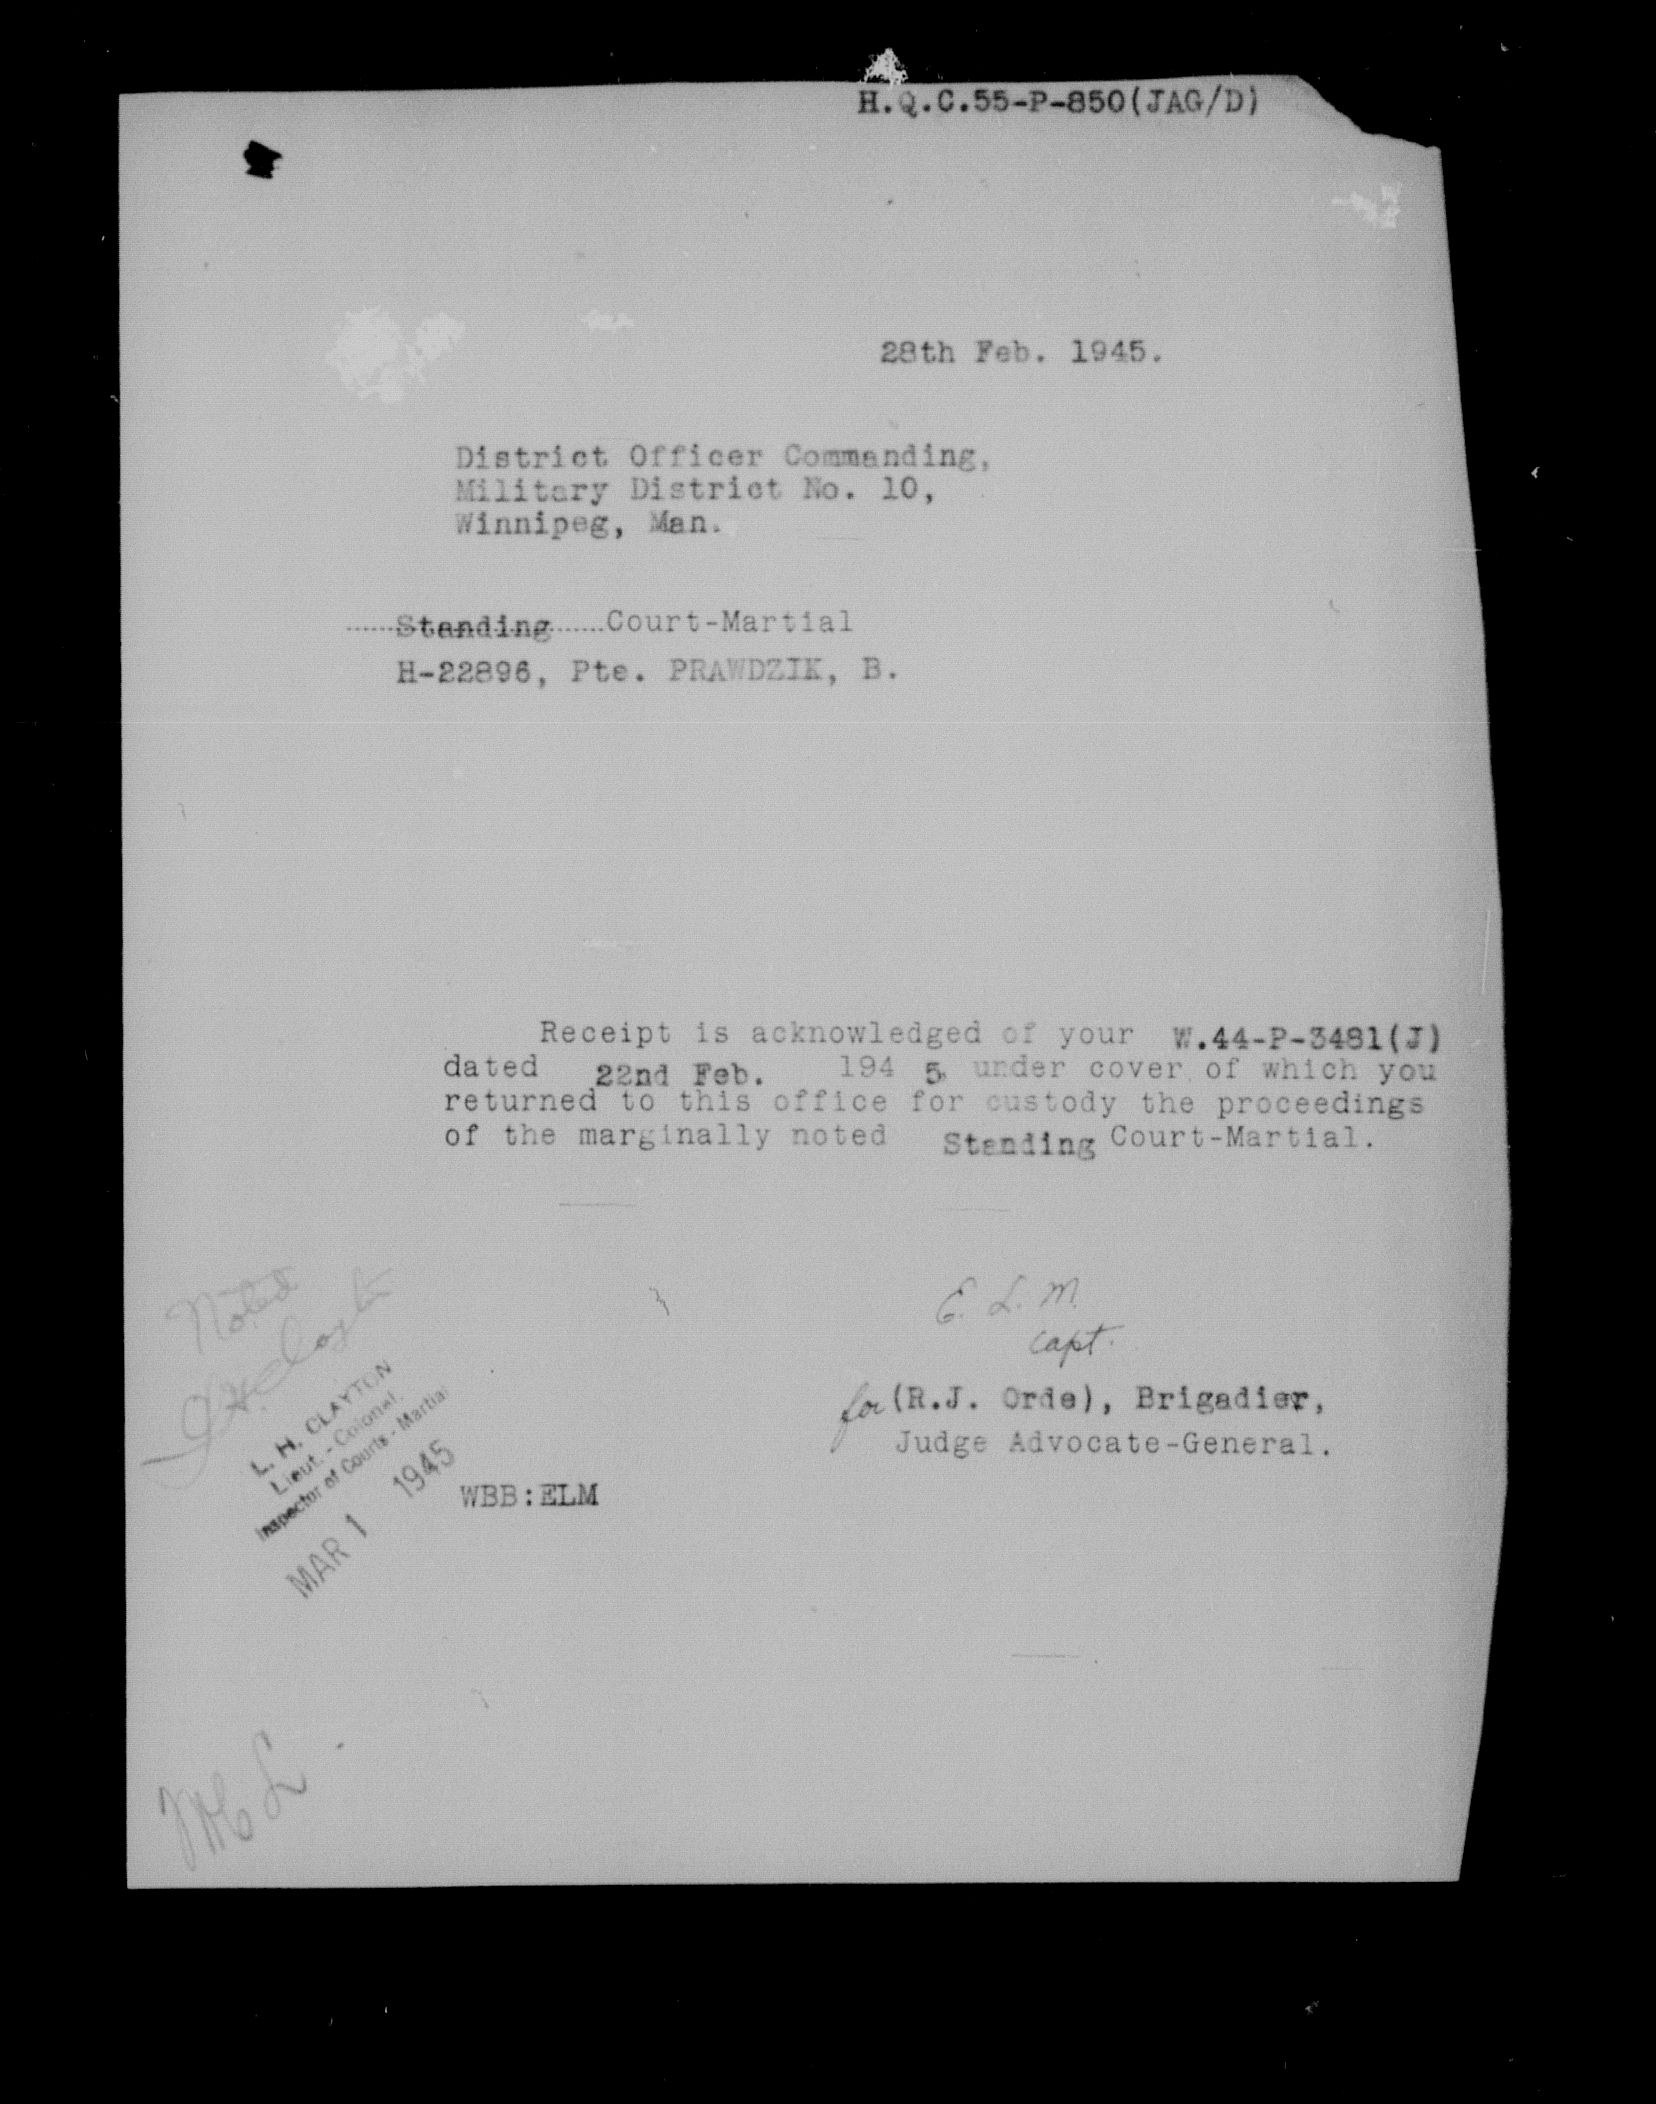 H.Q.C.55-P-850(JAG/D)
28th Feb. 1945.
District Officer Commanding,
Military District No. 10,
Winnipeg, Man.
Standing Court-Martial
H-22896, Pte. PRAWDZIK, B.
Receipt is acknowledged of your W.44-P-3481(J)
dated 22nd Feb. 194 5, under cover of which you
returned to this office for custody the proceedings
of the marginally noted Standing Court-Martial.
Noted
E. L. M.
Capt.
for (R.J. Orde), Brigadier,
Judge Advocate-General.
L. H. CLAYTON
Lieut. - Colonel.
Inspector of Courts - Martial
MAR 1 1945
WBB:ELM